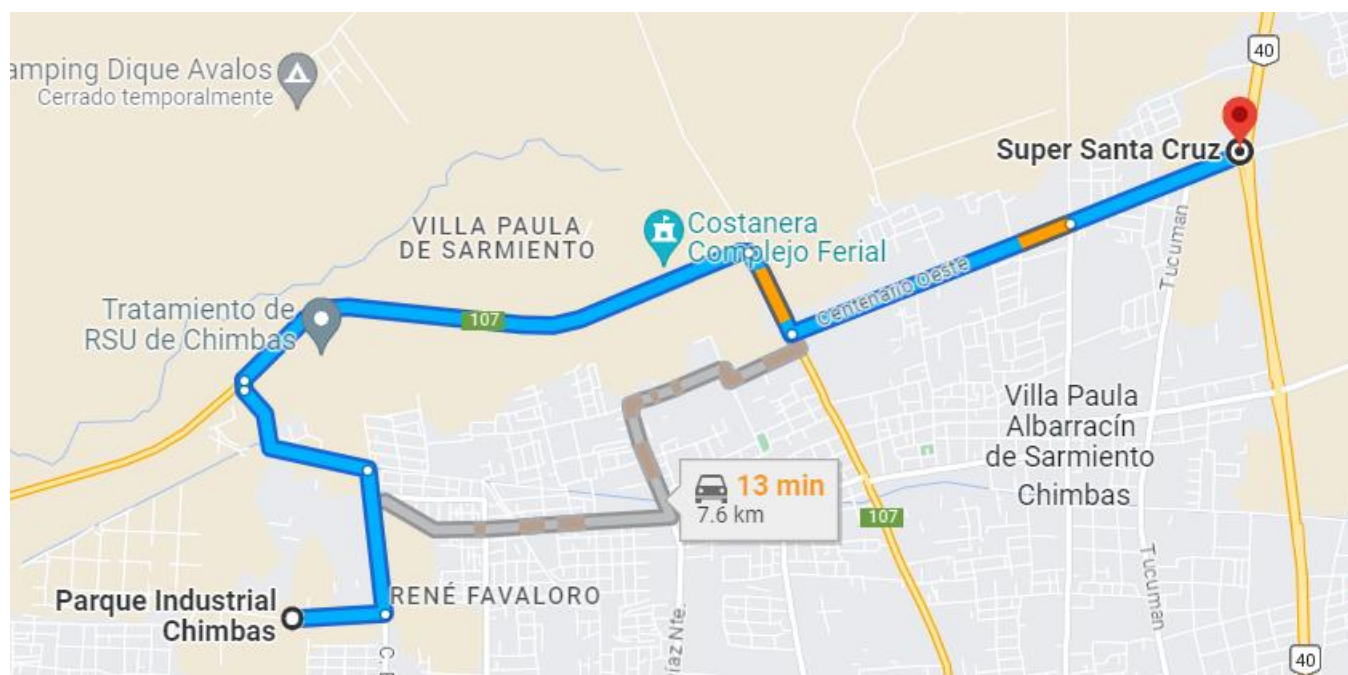 40
amping Dique Avalos
Cerrado temporalmente
Super Santa Cruz
VILLA PAULA
DE SARMIENTO
Costanera
Complejo Ferial
Tucuman
Centenario Oeste
Tratamiento de
RSU de Chimbas
107
Villa Paula
Albarracín
de Sarmiento
Chimbas
13 min
7.6 km
107
Tucuman
Parque Industrial
Chimbas
RENÉ FAVALORO
íaz Nte.
C.
40